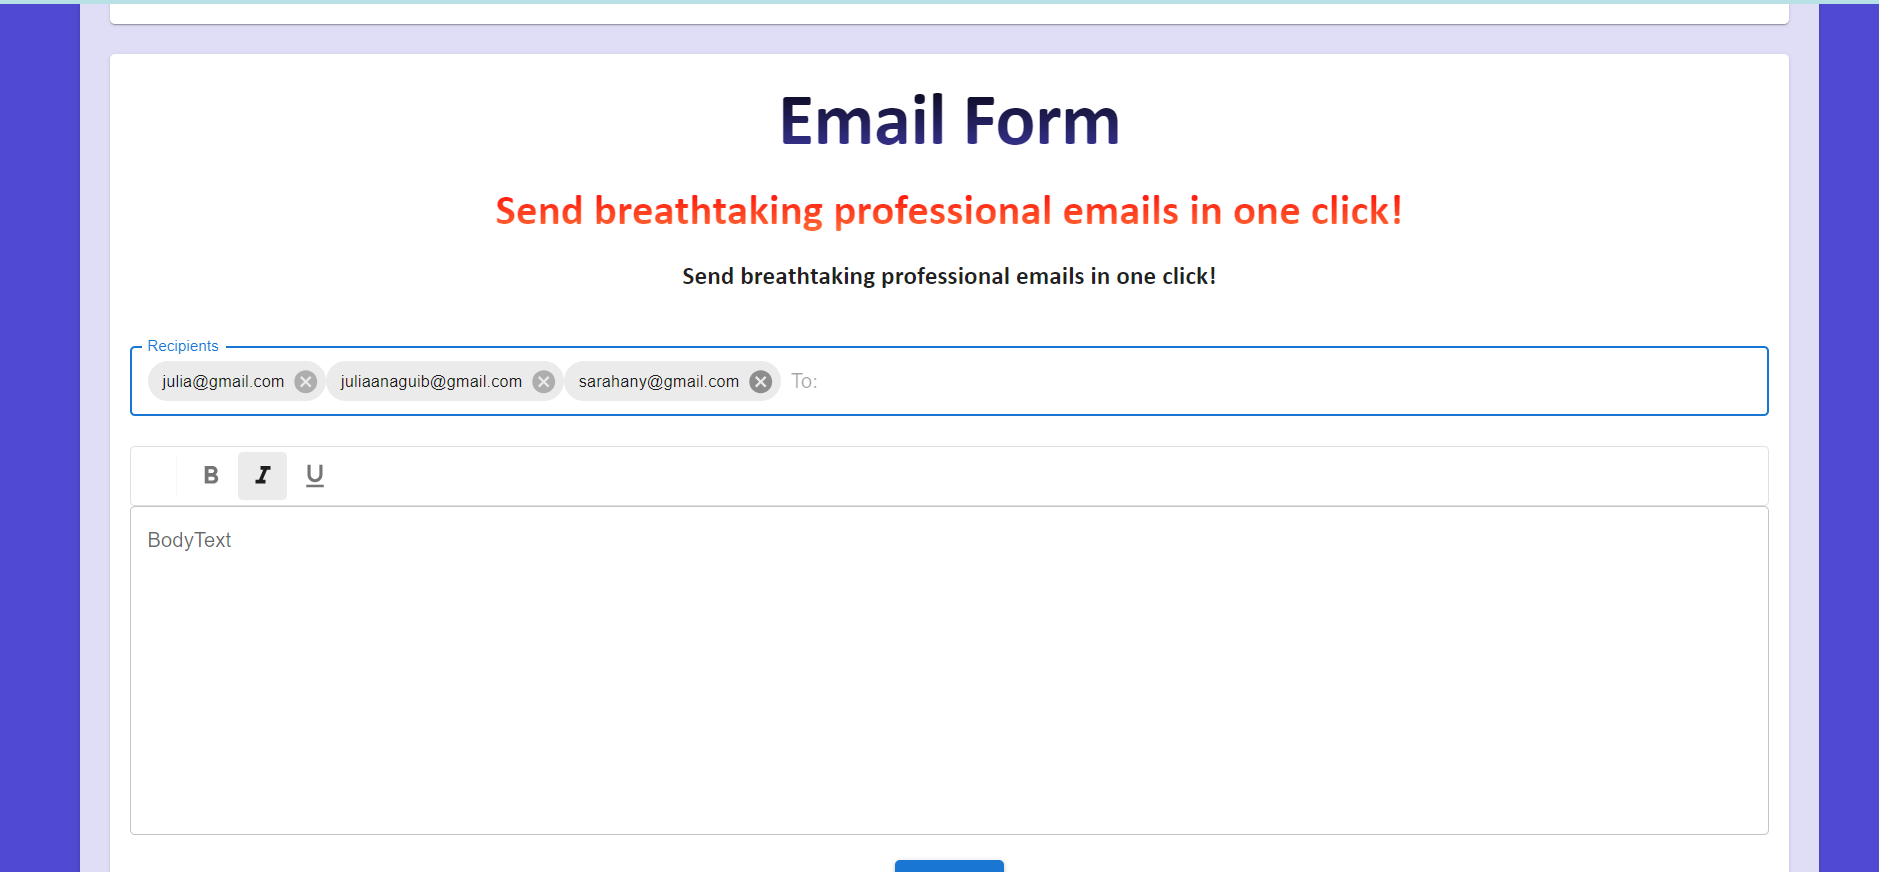 Email Form
Send breathtaking professional emails in one click!
Send breathtaking professional emails in one click!
Recipients
julia@gmail.com juliaanaguib@gmail.com sarahany@gmail.com To:
B I U
BodyText